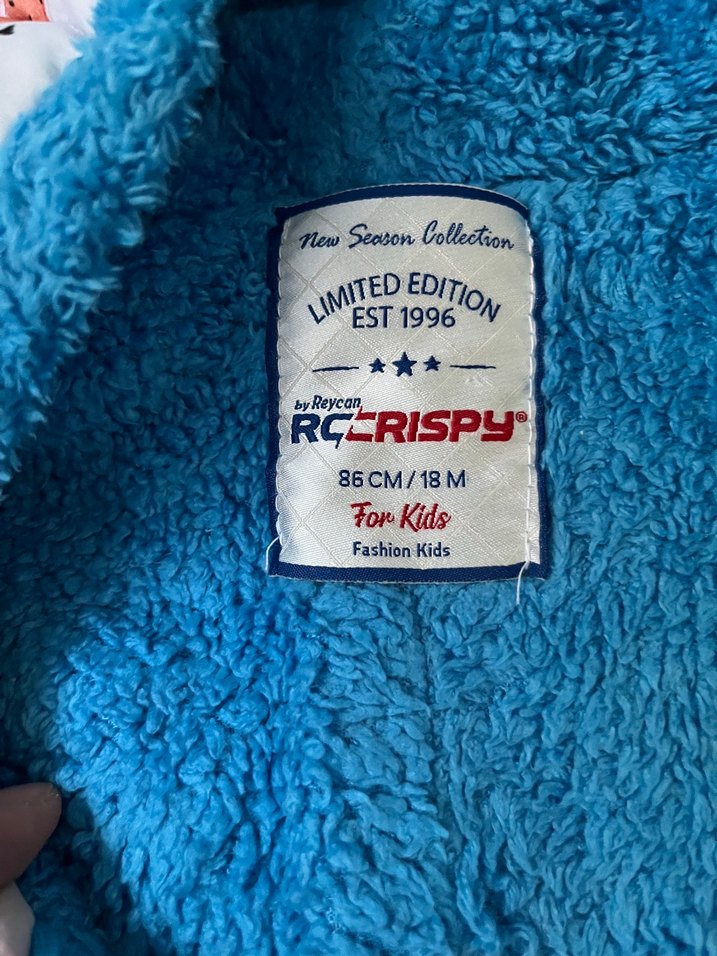 New Season Collection
LIMITED EDITION
EST 1996
by Reycan
RCCRISPY®
86 CM / 18 M
For Kids
Fashion Kids